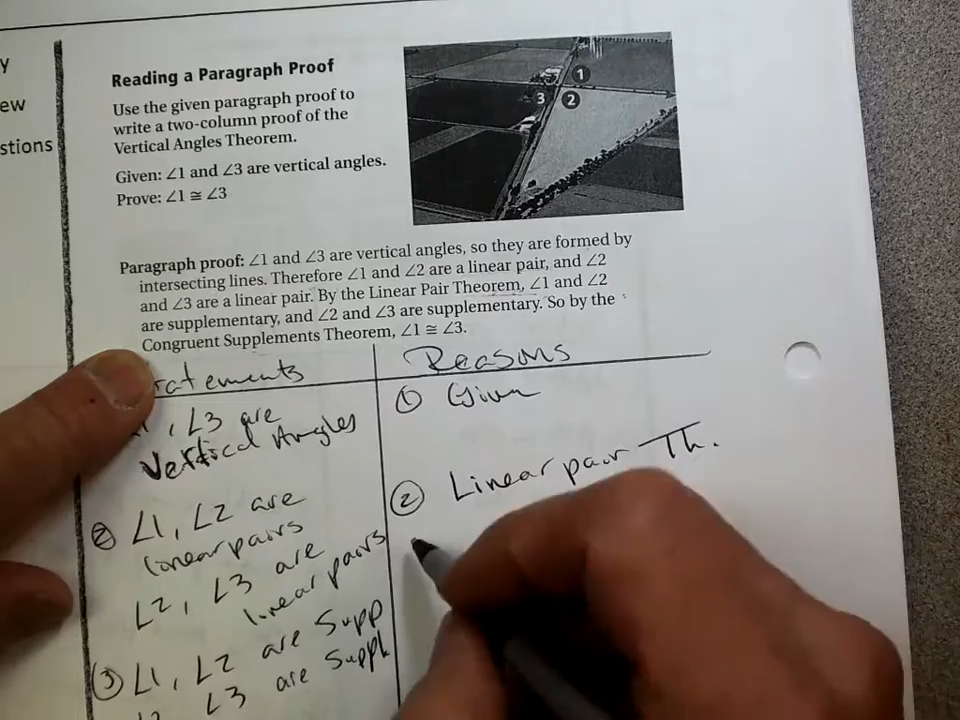 y
ew
stions
Reading a Paragraph Proof
Use the given paragraph proof to
write a two-column proof of the
Vertical Angles Theorem.
Given: ∠1 and ∠3 are vertical angles.
Prove: ∠1 ≅ ∠3
1
3 2
Paragraph proof: ∠1 and ∠3 are vertical angles, so they are formed by
intersecting lines. Therefore ∠1 and ∠2 are a linear pair, and ∠2
and ∠3 are a linear pair. By the Linear Pair Theorem, ∠1 and ∠2
are supplementary, and ∠2 and ∠3 are supplementary. So by the
Congruent Supplements Theorem, ∠1 ≅ ∠3.
tatements
Reasons
1, ∠3 are
Vertical Angles
① Given
② ∠1, ∠2 are
linear pairs
∠2, ∠3 are
linear pairs
② Linear pair Th.
③ ∠1, ∠2 are Supp
∠3 are Suppl